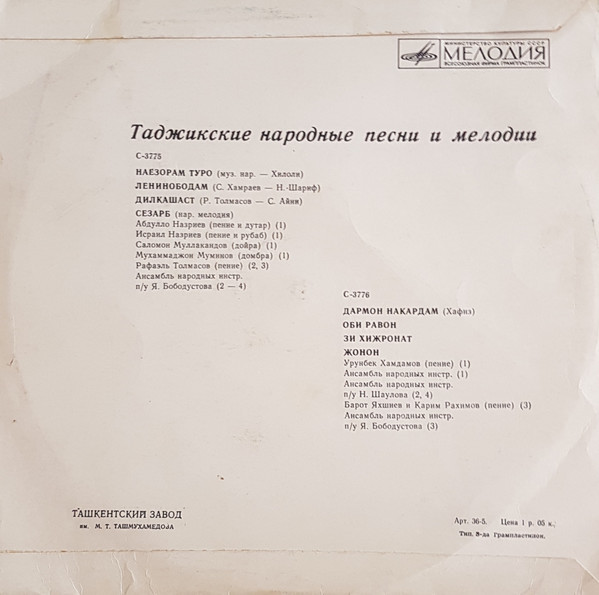 МИНИСТЕРСТВО КУЛЬТУРЫ СССР
МЕЛОДИЯ
ВСЕСОЮЗНАЯ ФИРМА ГРАМПЛАСТИНОК
Таджикские народные песни и мелодии
С-3775
НАЕЗОРАМ ТУРО (муз. нар. — Хилоли)
ЛЕНИНОБОДАМ (С. Хамраев — Н.-Шариф)
ДИЛКАШАСТ (Р. Толмасов — С. Айни)
СЕЗАРБ (нар. мелодия)
Абдулло Назриев (пение и дутар) (1)
Исраил Назриев (пение и рубаб) (1)
Саломон Муллакандов (дойра) (1)
Мухаммаджон Муминов (домбра) (1)
Рафаэль Толмасов (пение) (2, 3)
Ансамбль народных инстр.
п/у Я. Бободустова (2 — 4)
С-3776
ДАРМОН НАКАРДАМ (Хафиз)
ОБИ РАВОН
ЗИ ХИЖРОНАТ
ЖОНОН
Урунбек Хамдамов (пение) (1)
Ансамбль народных инстр. (1)
Ансамбль народных инстр.
п/у Н. Шаулова (2, 4)
Барот Яхшиев и Карим Рахимов (пение) (3)
Ансамбль народных инстр.
п/у Я. Бободустова (3)
ТАШКЕНТСКИЙ ЗАВОД
им. М. Т. ТАШМУХАМЕДОВА
Арт. 36-5. Цена 1 р. 05 к.
Тип. З-да Грампластинок.